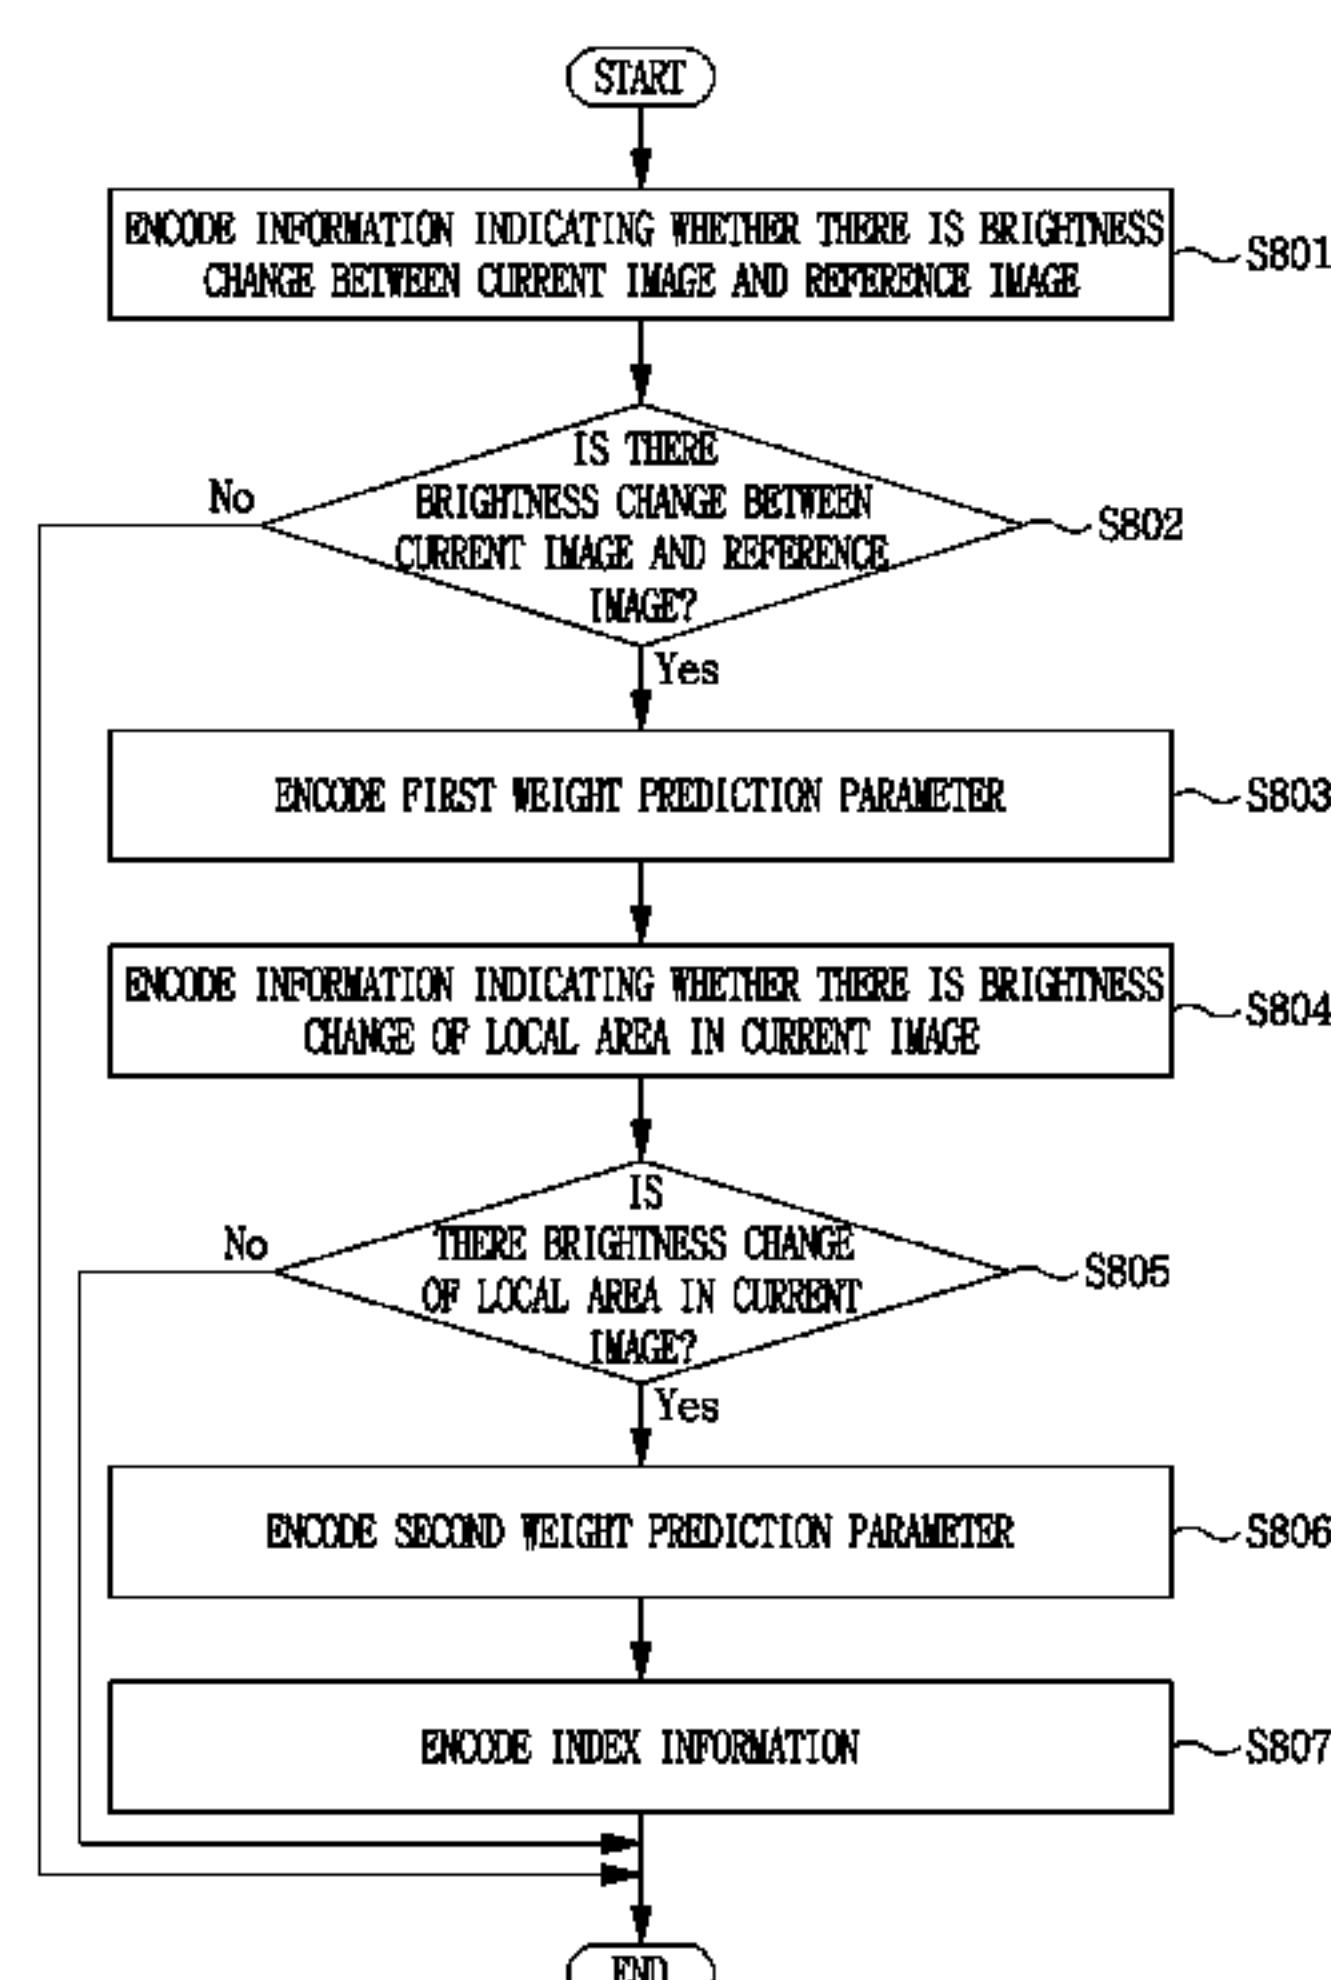 START
ENCODE INFORMATION INDICATING WHETHER THERE IS BRIGHTNESS
CHANGE BETWEEN CURRENT IMAGE AND REFERENCE IMAGE
S801
IS THERE
BRIGHTNESS CHANGE BETWEEN
CURRENT IMAGE AND REFERENCE
IMAGE?
No
S802
Yes
ENCODE FIRST WEIGHT PREDICTION PARAMETER
S803
ENCODE INFORMATION INDICATING WHETHER THERE IS BRIGHTNESS
CHANGE OF LOCAL AREA IN CURRENT IMAGE
S804
IS
THERE BRIGHTNESS CHANGE
OF LOCAL AREA IN CURRENT
IMAGE?
No
S805
Yes
ENCODE SECOND WEIGHT PREDICTION PARAMETER
S806
ENCODE INDEX INFORMATION
S807
END